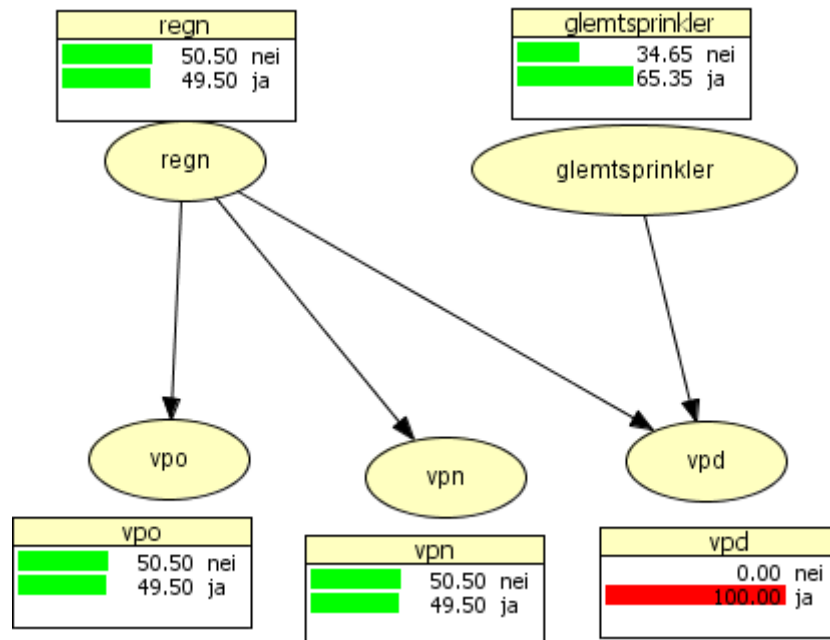 regn
50.50 nei
49.50 ja
glemtsprinkler
34.65 nei
65.35 ja
regn
glemtsprinkler
vpo
vpn
vpd
vpo
50.50 nei
49.50 ja
vpn
50.50 nei
49.50 ja
vpd
0.00 nei
100.00 ja